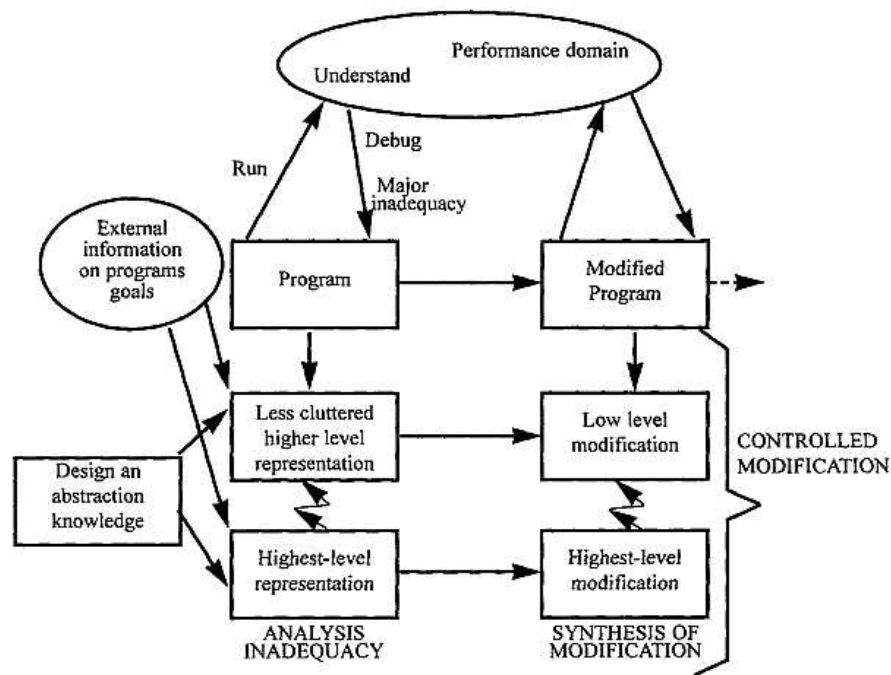 Performance domain
Understand
Debug
Run
Major
inadequacy
External
information
on programs
goals
Program
Modified
Program
Less cluttered
higher level
representation
Low level
modification
CONTROLLED
MODIFICATION
Design an
abstraction
knowledge
Highest-level
representation
Highest-level
modification
ANALYSIS
INADEQUACY
SYNTHESIS OF
MODIFICATION